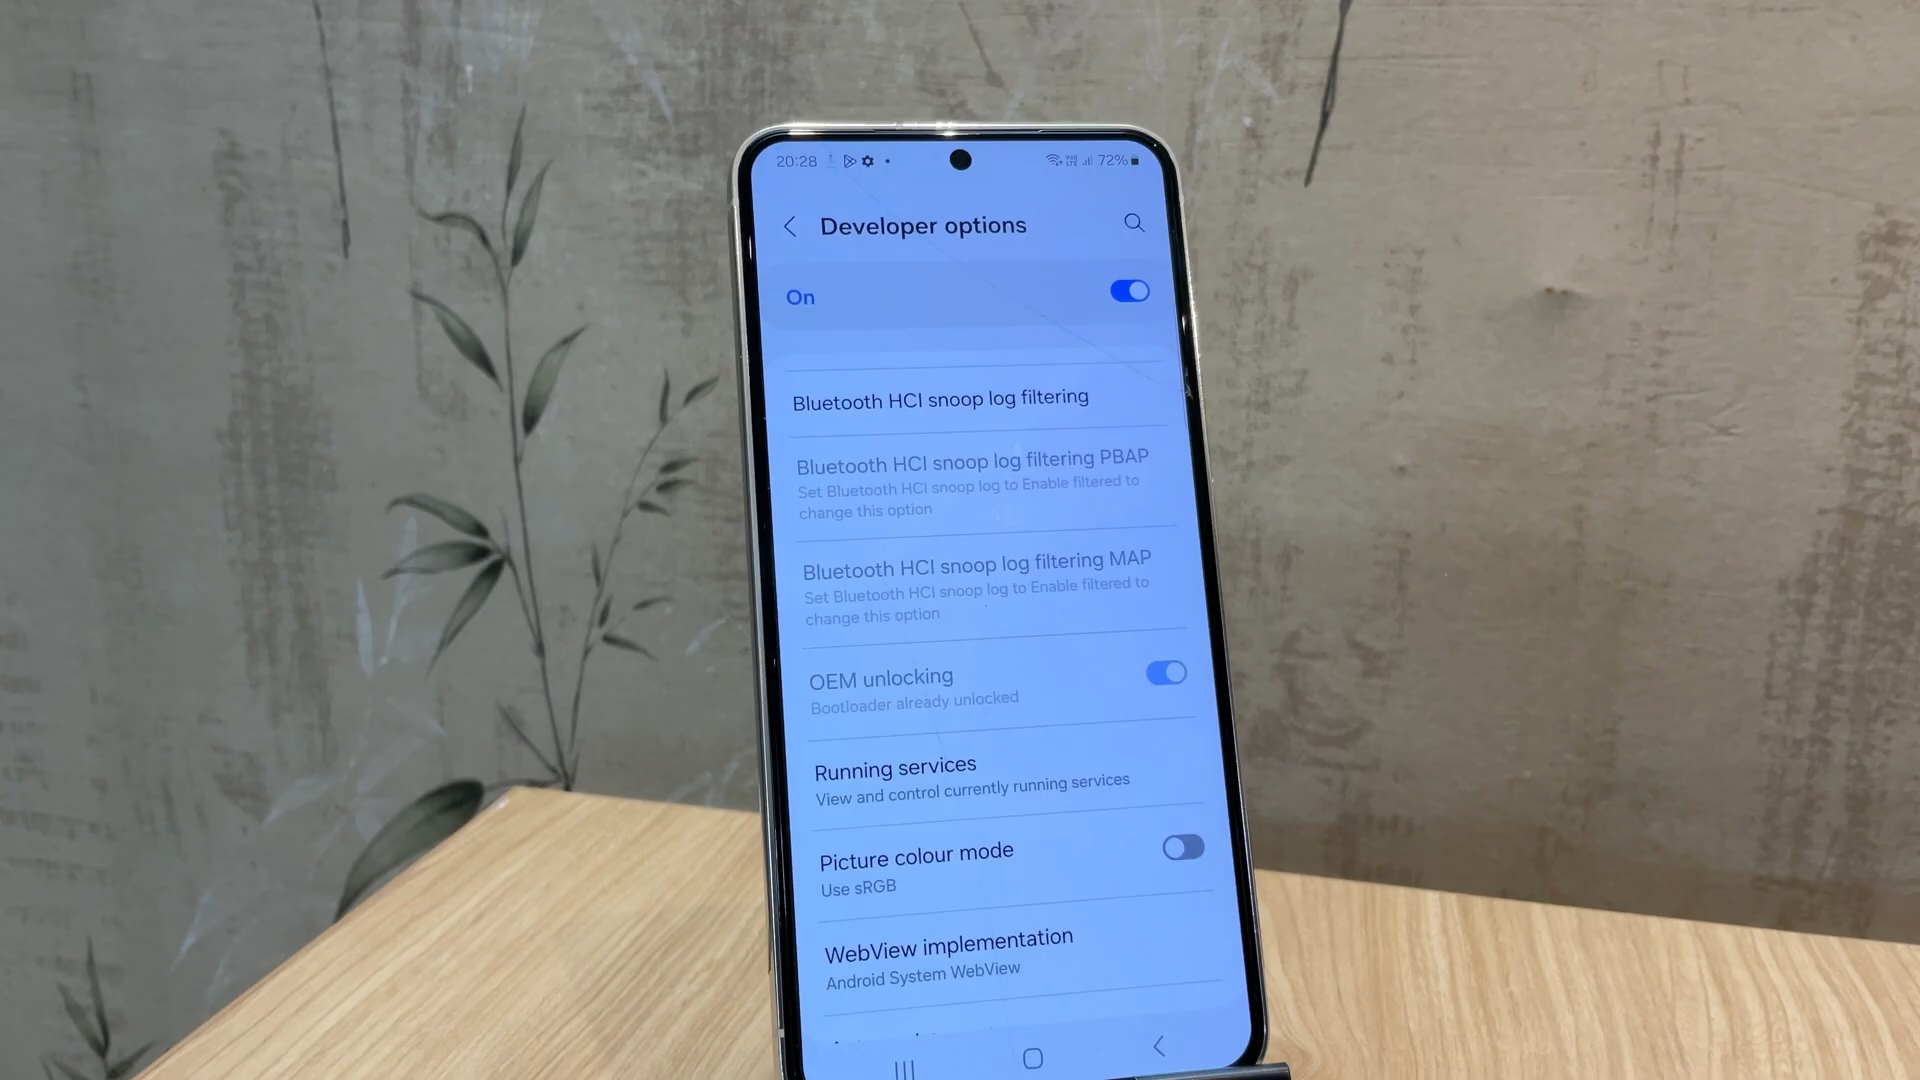 20:28 72%
Developer options
On
Bluetooth HCI snoop log filtering
Bluetooth HCI snoop log filtering PBAP
Set Bluetooth HCI snoop log to Enable filtered to
change this option
Bluetooth HCI snoop log filtering MAP
Set Bluetooth HCI snoop log to Enable filtered to
change this option
OEM unlocking
Bootloader already unlocked
Running services
View and control currently running services
Picture colour mode
Use sRGB
WebView implementation
Android System WebView